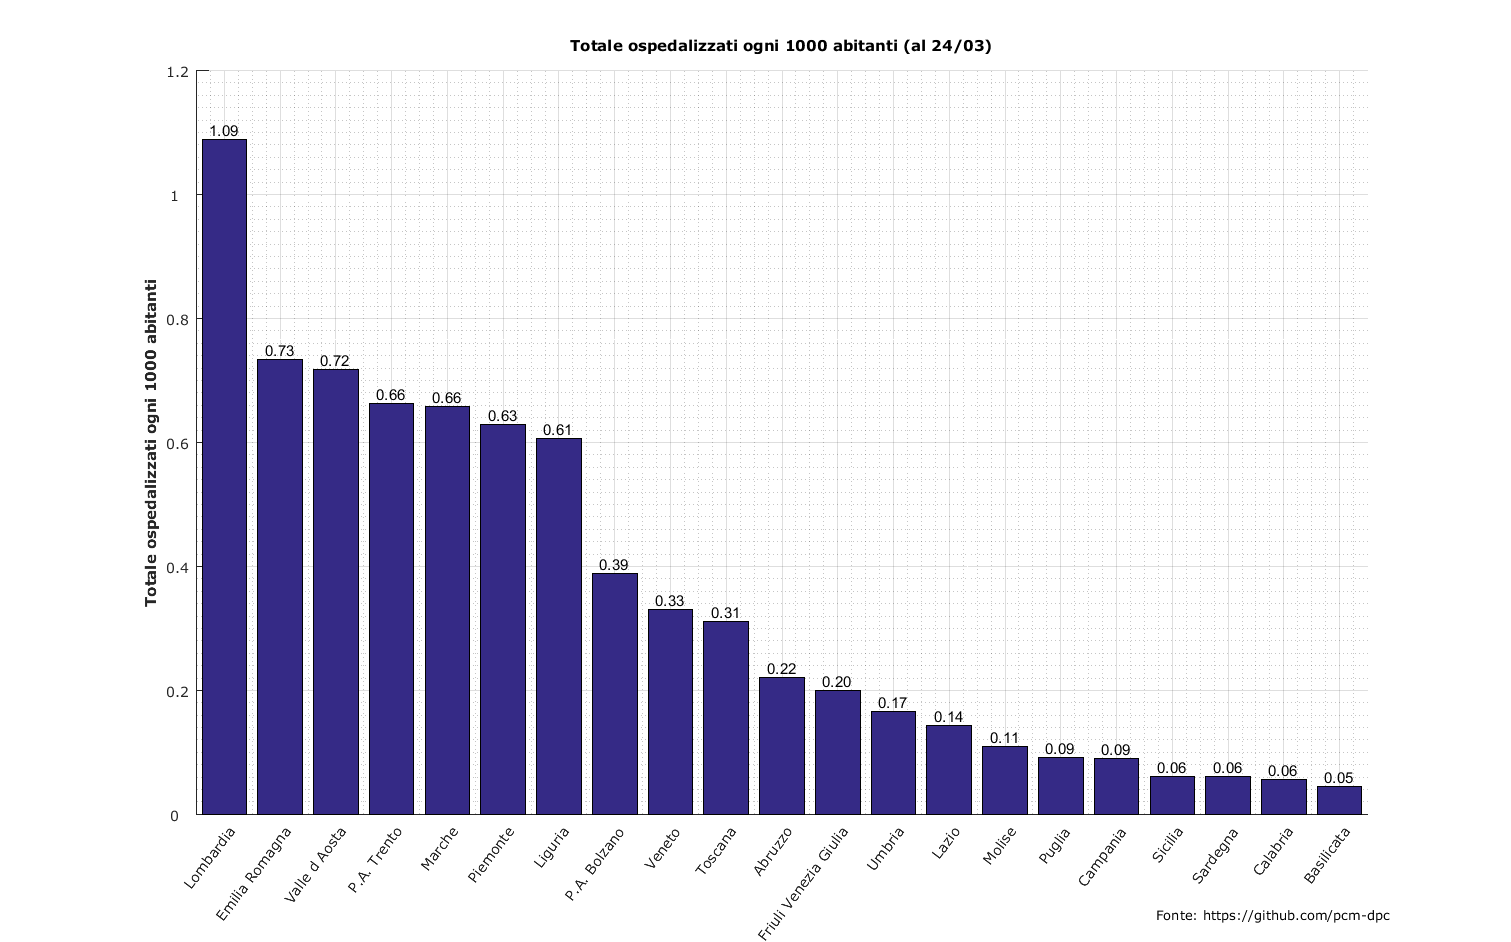 Totale ospedalizzati ogni 1000 abitanti (al 24/03)
Totale ospedalizzati ogni 1000 abitanti
1.2
1
0.8
0.6
0.4
0.2
0
1.09
0.73
0.72
0.66
0.66
0.63
0.61
0.39
0.33
0.31
0.22
0.20
0.17
0.14
0.11
0.09
0.09
0.06
0.06
0.06
0.05
Lombardia
Emilia Romagna
Valle d Aosta
P.A. Trento
Marche
Piemonte
Liguria
P.A. Bolzano
Veneto
Toscana
Abruzzo
Friuli Venezia Giulia
Umbria
Lazio
Molise
Puglia
Campania
Sicilia
Sardegna
Calabria
Basilicata
Fonte: https://github.com/pcm-dpc